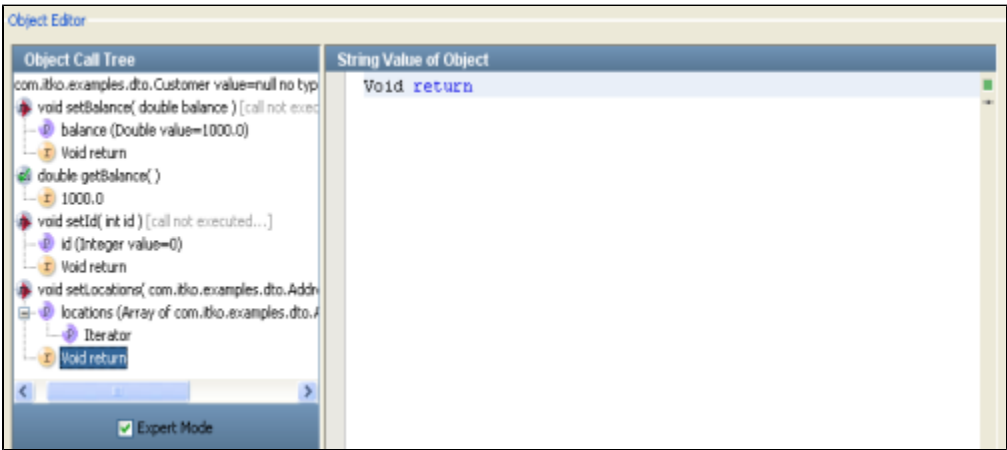 Object Editor
Object Call Tree
com.itko.examples.dto.Customer value=null no typ
void setBalance( double balance ) [call not exec
balance (Double value=1000.0)
Void return
double getBalance( )
1000.0
void setId( int id ) [call not executed...]
id (Integer value=0)
Void return
void setLocations( com.itko.examples.dto.Addr
locations (Array of com.itko.examples.dto.A
Iterator
Void return
Expert Mode
String Value of Object
Void return